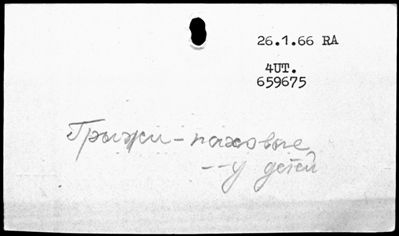 26.1.66 RA
4UT.
659675
Грыжи – паховые
-- у детей